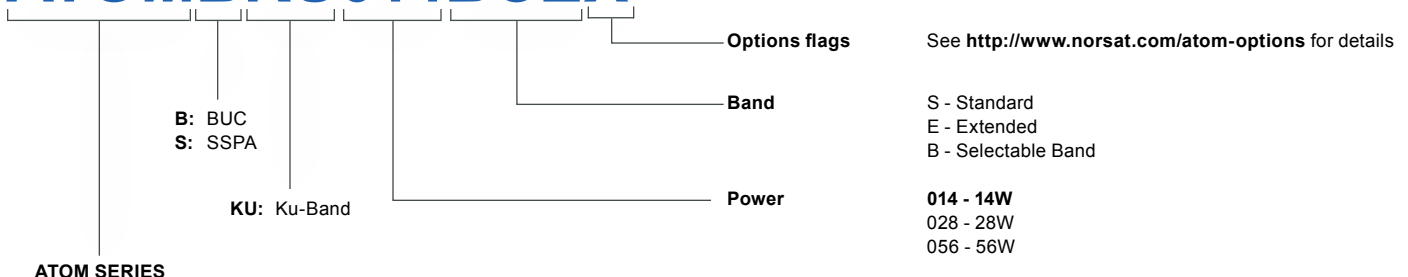 Options flags See http://www.norsat.com/atom-options for details
Band S - Standard
E - Extended
B - Selectable Band
B: BUC
S: SSPA
Power 014 - 14W
028 - 28W
056 - 56W
KU: Ku-Band
ATOM SERIES